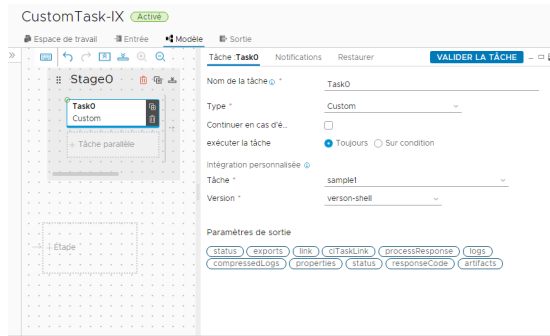 CustomTask-IX Activé
Espace de travail Entrée Modèle Sortie
Tâche :Task0 Notifications Restaurer VALIDER LA TÂCHE
Stage0
Task0
Custom
+ Tâche parallèle
+ Étape
Nom de la tâche * Task0
Type * Custom
Continuer en cas d'é...
exécuter la tâche Toujours Sur condition
Intégration personnalisée
Tâche * sample1
Version * verson-shell
Paramètres de sortie
status exports link ciTaskLink processResponse logs
compressedLogs properties status responseCode artifacts